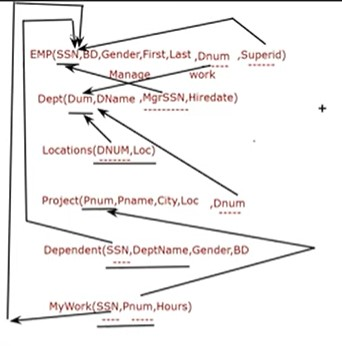 EMP(SSN,BD,Gender,First,Last ,Dnum ,Superid)
Manage work
Dept(Dum,DName ,MgrSSN,Hiredate)
Locations(DNUM,Loc)
Project(Pnum,Pname,City,Loc ,Dnum
Dependent(SSN,DeptName,Gender,BD
MyWork(SSN,Pnum,Hours)